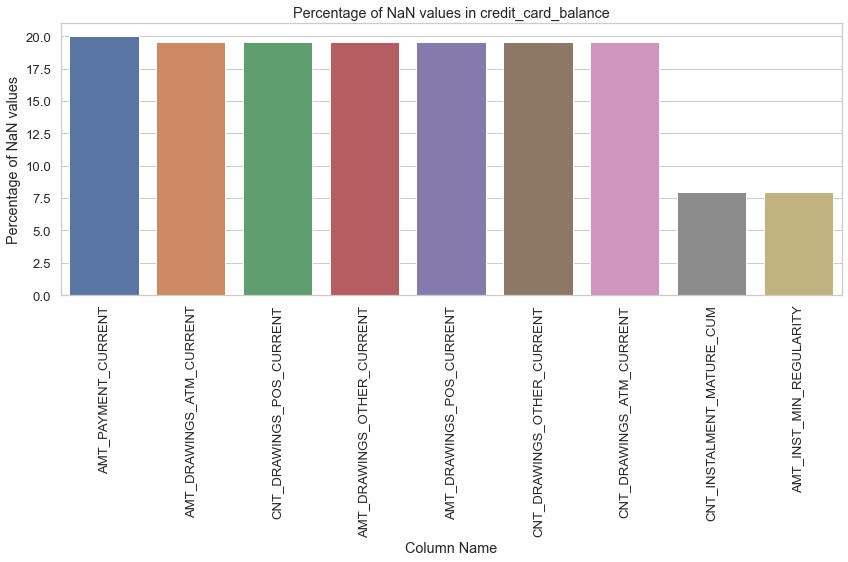 Percentage of NaN values in credit_card_balance
Percentage of NaN values
20.0
17.5
15.0
12.5
10.0
7.5
5.0
2.5
0.0
AMT_PAYMENT_CURRENT
AMT_DRAWINGS_ATM_CURRENT
CNT_DRAWINGS_POS_CURRENT
AMT_DRAWINGS_OTHER_CURRENT
AMT_DRAWINGS_POS_CURRENT
CNT_DRAWINGS_OTHER_CURRENT
CNT_DRAWINGS_ATM_CURRENT
CNT_INSTALMENT_MATURE_CUM
AMT_INST_MIN_REGULARITY
Column Name